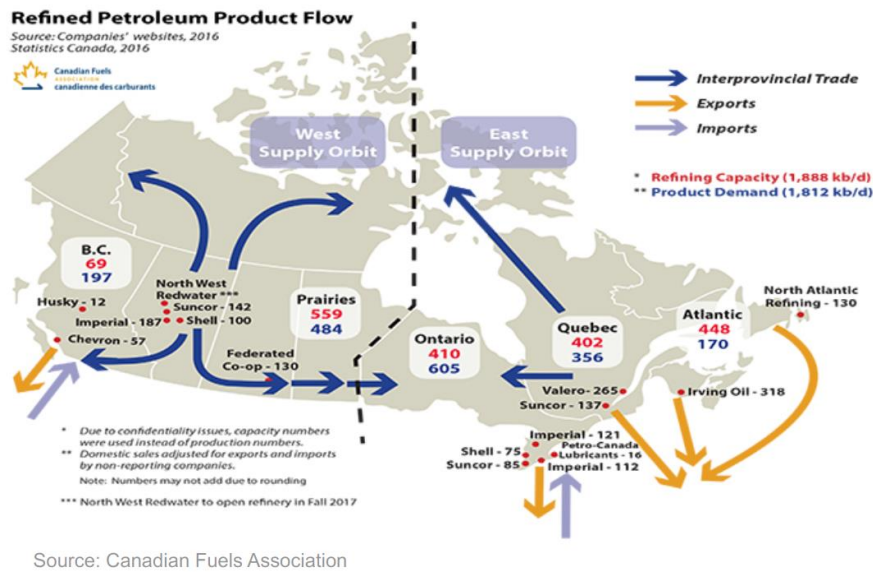 Refined Petroleum Product Flow
Source: Companies' websites, 2016
Statistics Canada, 2016
Canadian Fuels
ASSOCIATION
canadienne des carburants
West
Supply Orbit
East
Supply Orbit
Interprovincial Trade
Exports
Imports
* Refining Capacity (1,888 kb/d)
** Product Demand (1,812 kb/d)
B.C.
69
197
Husky - 12
North West
Redwater ***
Suncor - 142
Imperial - 187
Shell - 100
Chevron - 57
Prairies
559
484
Federated
Co-op - 130
Ontario
410
605
Quebec
402
356
Atlantic
448
170
North Atlantic
Refining - 130
Valero - 265
Suncor - 137
Irving Oil - 318
Imperial - 121
Petro-Canada
Lubricants - 16
Shell - 75
Suncor - 85
Imperial - 112
* Due to confidentiality issues, capacity numbers
were used instead of production numbers.
** Domestic sales adjusted for exports and imports
by non-reporting companies.
Note: Numbers may not add due to rounding
*** North West Redwater to open refinery in Fall 2017
Source: Canadian Fuels Association